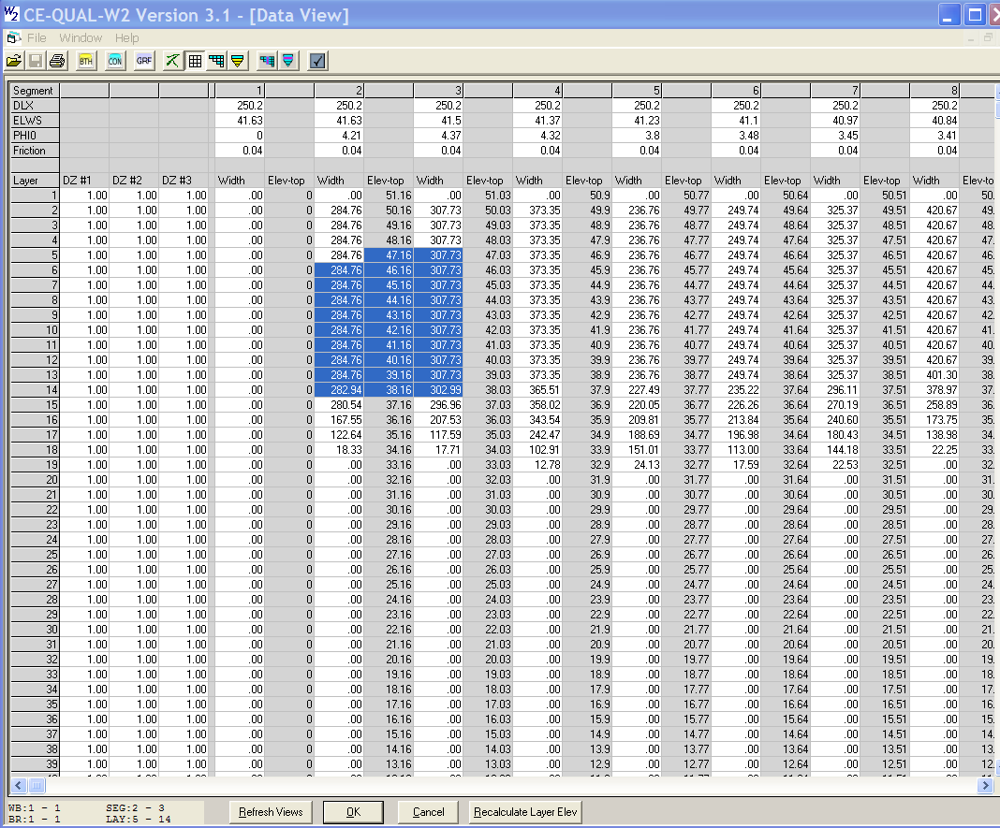 W2 CE-QUAL-W2 Version 3.1 - [Data View]
File Window Help
BTH CON GRF
Segment 1 2 3 4 5 6 7 8
DLX 250.2 250.2 250.2 250.2 250.2 250.2 250.2 250.2
ELWS 41.63 41.63 41.5 41.37 41.23 41.1 40.97 40.84
PHI0 0 4.21 4.37 4.32 3.8 3.48 3.45 3.41
Friction 0.04 0.04 0.04 0.04 0.04 0.04 0.04 0.04
Layer DZ #1 DZ #2 DZ #3 Width Elev-top Width Elev-top Width Elev-top Width Elev-top Width Elev-top Width Elev-top Width Elev-top Width Elev-to
1 1.00 1.00 1.00 .00 0 .00 51.16 .00 51.03 .00 50.9 .00 50.77 .00 50.64 .00 50.51 .00 50.
2 1.00 1.00 1.00 .00 0 284.76 50.16 307.73 50.03 373.35 49.9 236.76 49.77 249.74 49.64 325.37 49.51 420.67 49.
3 1.00 1.00 1.00 .00 0 284.76 49.16 307.73 49.03 373.35 48.9 236.76 48.77 249.74 48.64 325.37 48.51 420.67 48.
4 1.00 1.00 1.00 .00 0 284.76 48.16 307.73 48.03 373.35 47.9 236.76 47.77 249.74 47.64 325.37 47.51 420.67 47.
5 1.00 1.00 1.00 .00 0 284.76 47.16 307.73 47.03 373.35 46.9 236.76 46.77 249.74 46.64 325.37 46.51 420.67 46.
6 1.00 1.00 1.00 .00 0 284.76 46.16 307.73 46.03 373.35 45.9 236.76 45.77 249.74 45.64 325.37 45.51 420.67 45.
7 1.00 1.00 1.00 .00 0 284.76 45.16 307.73 45.03 373.35 44.9 236.76 44.77 249.74 44.64 325.37 44.51 420.67 44.
8 1.00 1.00 1.00 .00 0 284.76 44.16 307.73 44.03 373.35 43.9 236.76 43.77 249.74 43.64 325.37 43.51 420.67 43.
9 1.00 1.00 1.00 .00 0 284.76 43.16 307.73 43.03 373.35 42.9 236.76 42.77 249.74 42.64 325.37 42.51 420.67 42.
10 1.00 1.00 1.00 .00 0 284.76 42.16 307.73 42.03 373.35 41.9 236.76 41.77 249.74 41.64 325.37 41.51 420.67 41.
11 1.00 1.00 1.00 .00 0 284.76 41.16 307.73 41.03 373.35 40.9 236.76 40.77 249.74 40.64 325.37 40.51 420.67 40.
12 1.00 1.00 1.00 .00 0 284.76 40.16 307.73 40.03 373.35 39.9 236.76 39.77 249.74 39.64 325.37 39.51 420.67 39.
13 1.00 1.00 1.00 .00 0 284.76 39.16 307.73 39.03 373.35 38.9 236.76 38.77 249.74 38.64 325.37 38.51 401.30 38.
14 1.00 1.00 1.00 .00 0 282.94 38.16 302.99 38.03 365.51 37.9 227.49 37.77 235.22 37.64 296.11 37.51 378.97 37.
15 1.00 1.00 1.00 .00 0 280.54 37.16 296.96 37.03 358.02 36.9 220.05 36.77 226.26 36.64 270.19 36.51 258.89 36.
16 1.00 1.00 1.00 .00 0 167.55 36.16 207.53 36.03 343.54 35.9 209.81 35.77 213.84 35.64 240.60 35.51 173.75 35.
17 1.00 1.00 1.00 .00 0 122.64 35.16 117.59 35.03 242.47 34.9 188.69 34.77 196.98 34.64 180.43 34.51 138.98 34.
18 1.00 1.00 1.00 .00 0 18.33 34.16 17.71 34.03 102.91 33.9 151.01 33.77 113.00 33.64 144.18 33.51 22.25 33.
19 1.00 1.00 1.00 .00 0 .00 33.16 .00 33.03 12.78 32.9 24.13 32.77 17.59 32.64 22.53 32.51 .00 32.
20 1.00 1.00 1.00 .00 0 .00 32.16 .00 32.03 .00 31.9 .00 31.77 .00 31.64 .00 31.51 .00 31.
21 1.00 1.00 1.00 .00 0 .00 31.16 .00 31.03 .00 30.9 .00 30.77 .00 30.64 .00 30.51 .00 30.
22 1.00 1.00 1.00 .00 0 .00 30.16 .00 30.03 .00 29.9 .00 29.77 .00 29.64 .00 29.51 .00 29.
23 1.00 1.00 1.00 .00 0 .00 29.16 .00 29.03 .00 28.9 .00 28.77 .00 28.64 .00 28.51 .00 28.
24 1.00 1.00 1.00 .00 0 .00 28.16 .00 28.03 .00 27.9 .00 27.77 .00 27.64 .00 27.51 .00 27.
25 1.00 1.00 1.00 .00 0 .00 27.16 .00 27.03 .00 26.9 .00 26.77 .00 26.64 .00 26.51 .00 26.
26 1.00 1.00 1.00 .00 0 .00 26.16 .00 26.03 .00 25.9 .00 25.77 .00 25.64 .00 25.51 .00 25.
27 1.00 1.00 1.00 .00 0 .00 25.16 .00 25.03 .00 24.9 .00 24.77 .00 24.64 .00 24.51 .00 24.
28 1.00 1.00 1.00 .00 0 .00 24.16 .00 24.03 .00 23.9 .00 23.77 .00 23.64 .00 23.51 .00 23.
29 1.00 1.00 1.00 .00 0 .00 23.16 .00 23.03 .00 22.9 .00 22.77 .00 22.64 .00 22.51 .00 22.
30 1.00 1.00 1.00 .00 0 .00 22.16 .00 22.03 .00 21.9 .00 21.77 .00 21.64 .00 21.51 .00 21.
31 1.00 1.00 1.00 .00 0 .00 21.16 .00 21.03 .00 20.9 .00 20.77 .00 20.64 .00 20.51 .00 20.
32 1.00 1.00 1.00 .00 0 .00 20.16 .00 20.03 .00 19.9 .00 19.77 .00 19.64 .00 19.51 .00 19.
33 1.00 1.00 1.00 .00 0 .00 19.16 .00 19.03 .00 18.9 .00 18.77 .00 18.64 .00 18.51 .00 18.
34 1.00 1.00 1.00 .00 0 .00 18.16 .00 18.03 .00 17.9 .00 17.77 .00 17.64 .00 17.51 .00 17.
35 1.00 1.00 1.00 .00 0 .00 17.16 .00 17.03 .00 16.9 .00 16.77 .00 16.64 .00 16.51 .00 16.
36 1.00 1.00 1.00 .00 0 .00 16.16 .00 16.03 .00 15.9 .00 15.77 .00 15.64 .00 15.51 .00 15.
37 1.00 1.00 1.00 .00 0 .00 15.16 .00 15.03 .00 14.9 .00 14.77 .00 14.64 .00 14.51 .00 14.
38 1.00 1.00 1.00 .00 0 .00 14.16 .00 14.03 .00 13.9 .00 13.77 .00 13.64 .00 13.51 .00 13.
39 1.00 1.00 1.00 .00 0 .00 13.16 .00 13.03 .00 12.9 .00 12.77 .00 12.64 .00 12.51 .00 12.
WB:1 - 1 SEG:2 - 3
BR:1 - 1 LAY:5 - 14
Refresh Views OK Cancel Recalculate Layer Elev